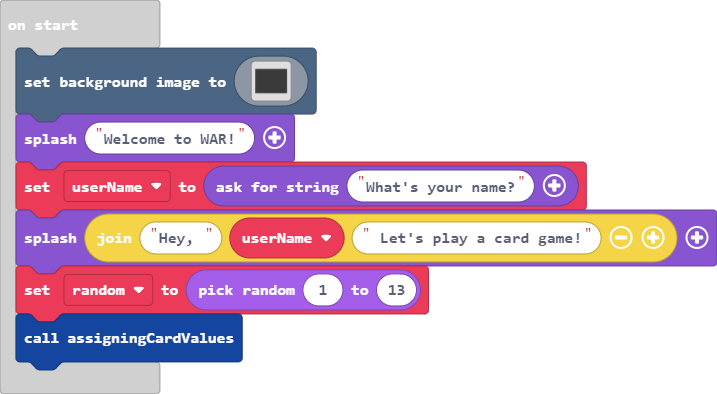 on start
set background image to
splash "Welcome to WAR!"
set userName to ask for string "What's your name?"
splash join "Hey, " userName " Let's play a card game!"
set random to pick random 1 to 13
call assigningCardValues